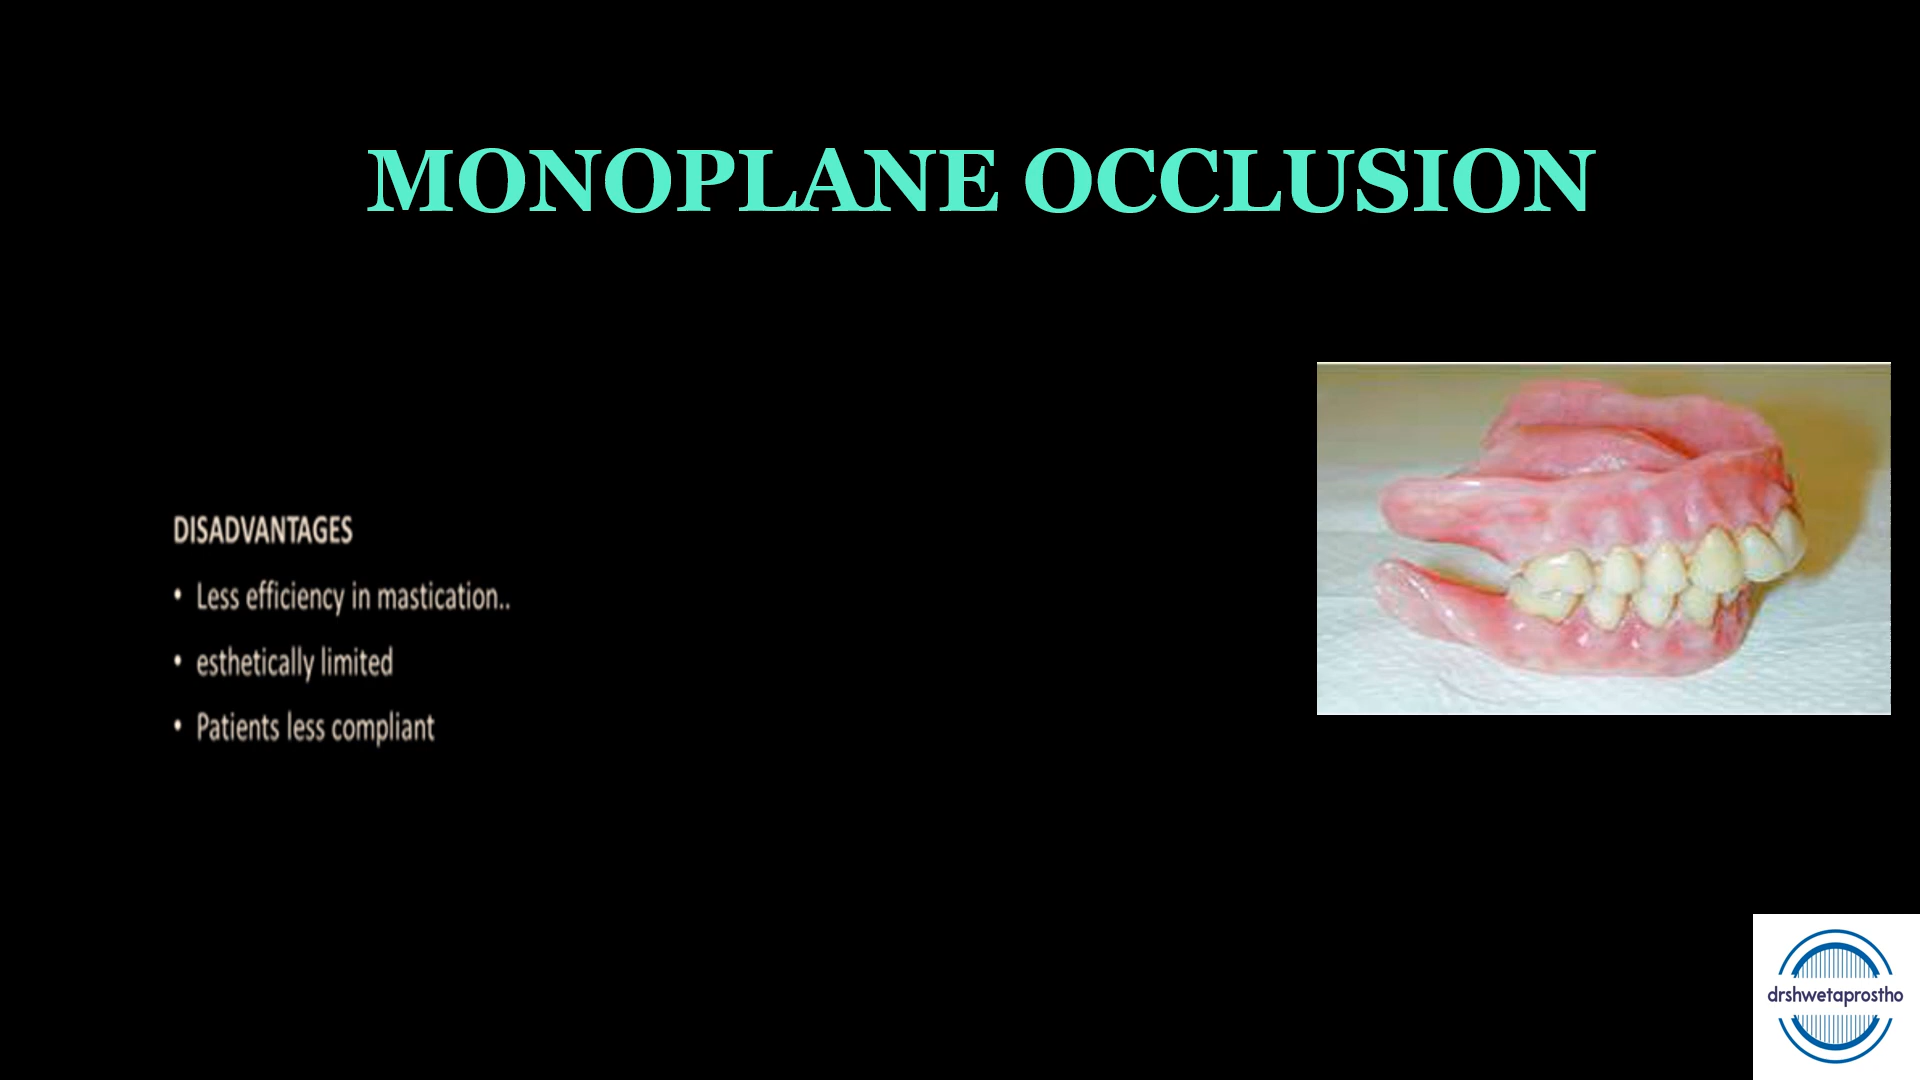 MONOPLANE OCCLUSION
DISADVANTAGES
• Less efficiency in mastication..
• esthetically limited
• Patients less compliant
drshwetaprostho